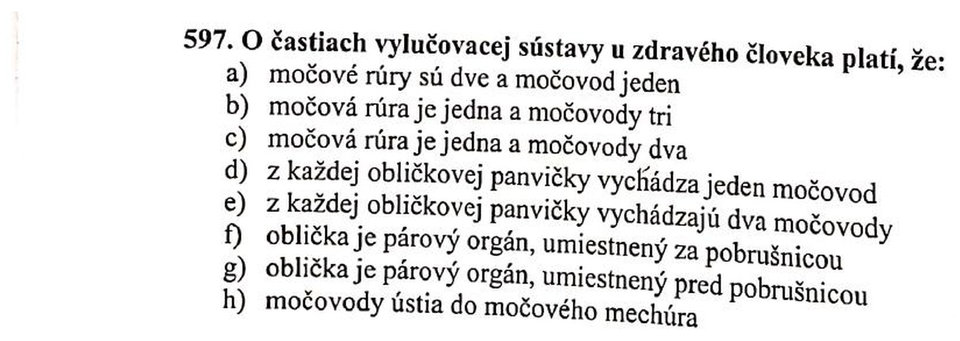 597. O častiach vylučovacej sústavy u zdravého človeka platí, že:
a) močové rúry sú dve a močovod jeden
b) močová rúra je jedna a močovody tri
c) močová rúra je jedna a močovody dva
d) z každej obličkovej panvičky vychádza jeden močovod
e) z každej obličkovej panvičky vychádzajú dva močovody
f) oblička je párový orgán, umiestnený za pobrušnicou
g) oblička je párový orgán, umiestnený pred pobrušnicou
h) močovody ústia do močového mechúra